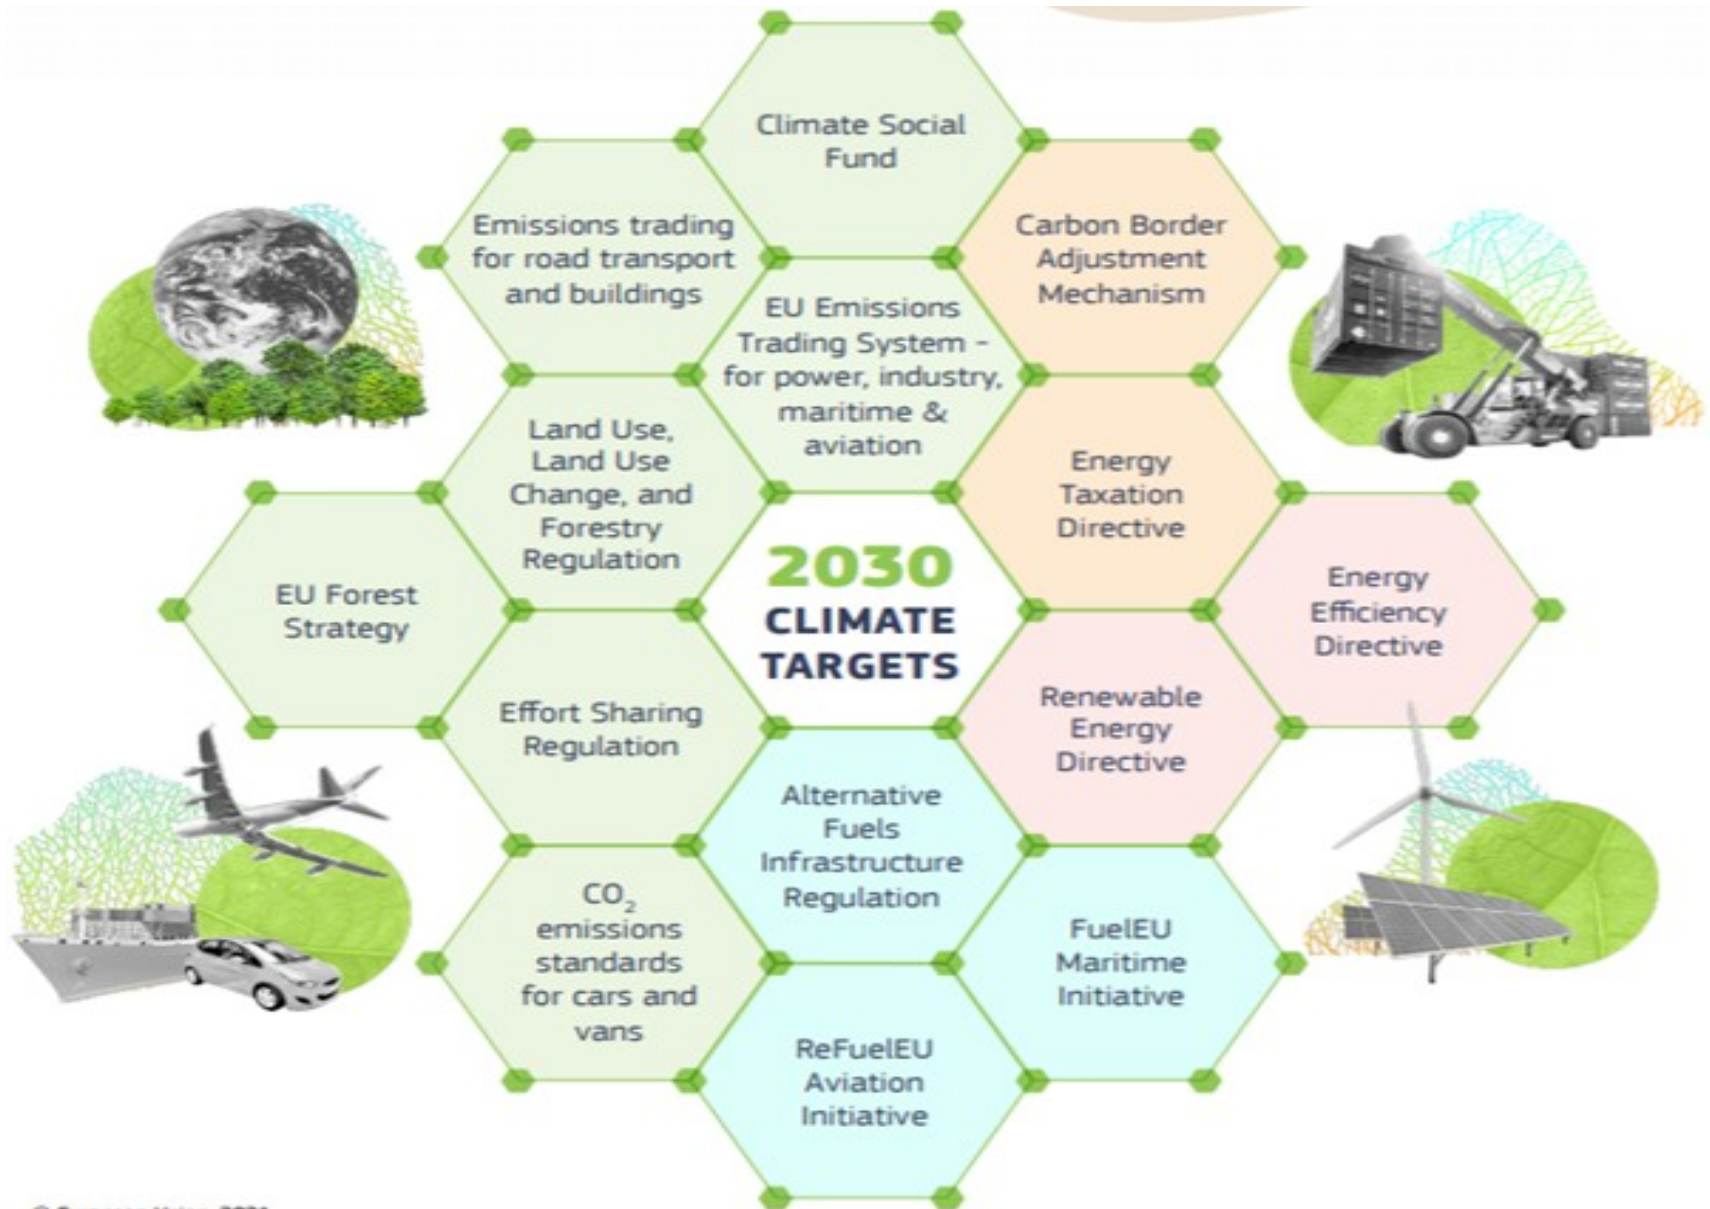 Climate Social
Fund
Emissions trading
for road transport
and buildings
Carbon Border
Adjustment
Mechanism
EU Emissions
Trading System -
for power, industry,
maritime &
aviation
Land Use,
Land Use
Change, and
Forestry
Regulation
Energy
Taxation
Directive
EU Forest
Strategy
2030
CLIMATE
TARGETS
Energy
Efficiency
Directive
Effort Sharing
Regulation
Renewable
Energy
Directive
Alternative
Fuels
Infrastructure
Regulation
CO₂
emissions
standards
for cars and
vans
FuelEU
Maritime
Initiative
ReFuelEU
Aviation
Initiative